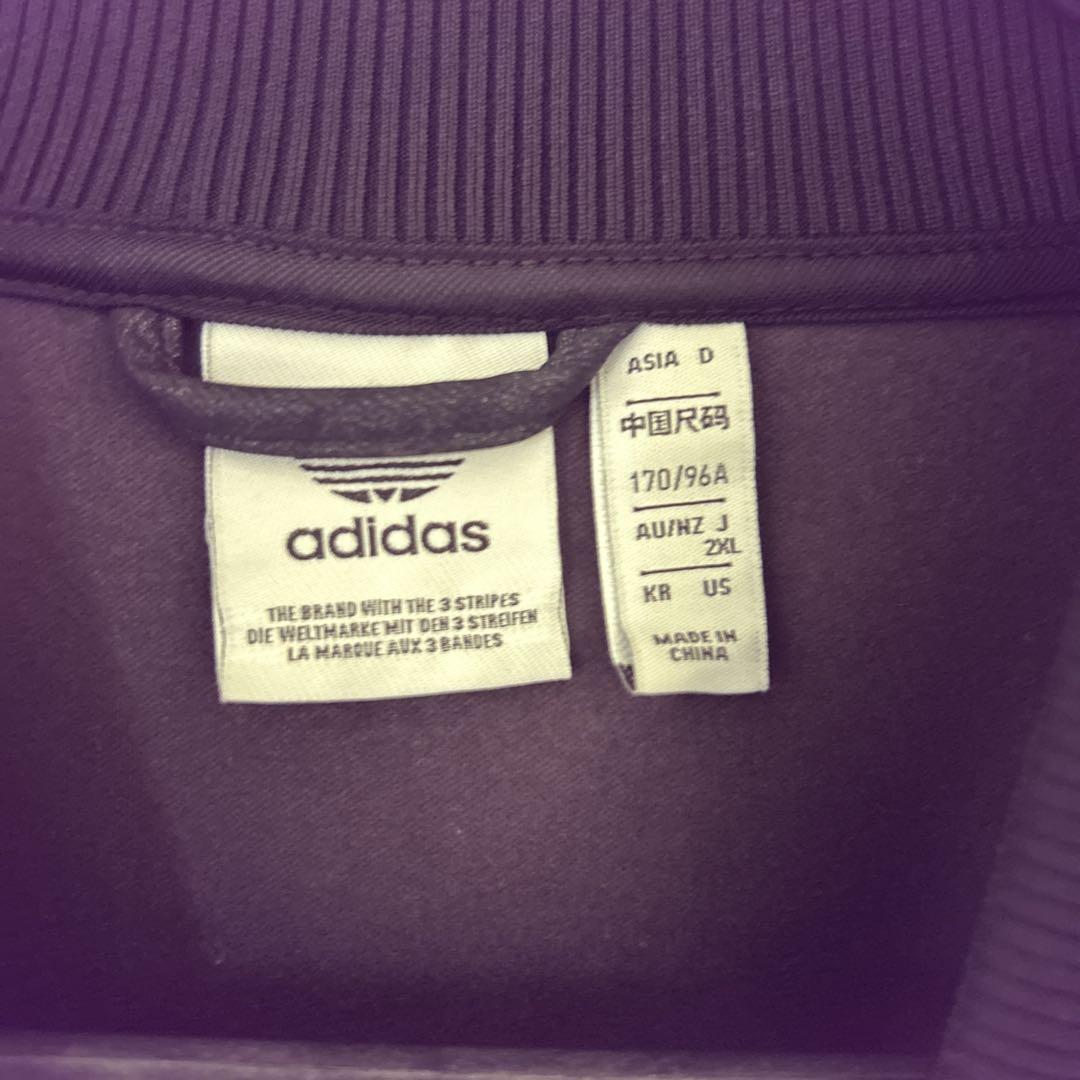 adidas
THE BRAND WITH THE 3 STRIPES
DIE WELTMARKE MIT DEN 3 STREIFEN
LA MARQUE AUX 3 BANDES
ASIA D
中国尺码
170/96A
AU/NZ J
2XL
KR US
MADE IN
CHINA